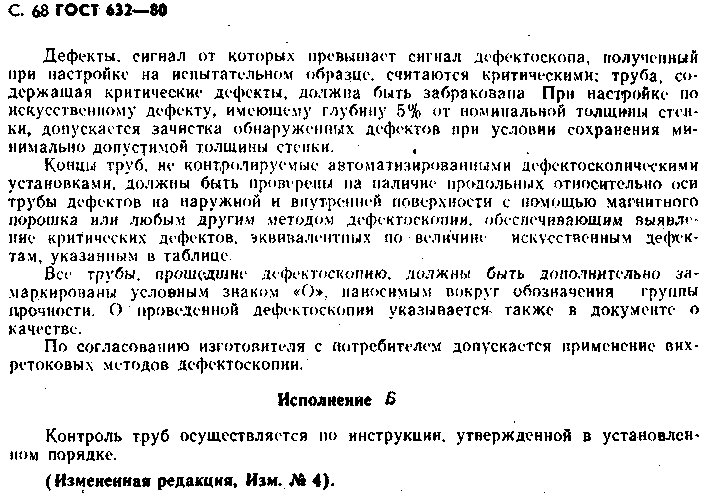 С. 68 ГОСТ 632—80
Дефекты, сигнал от которых превышает сигнал дефектоскопа, полученный
при настройке на испытательном образце, считаются критическими; труба, со-
держащая критические дефекты, должна быть забракована При настройке по
искусственному дефекту, имеющему глубину 5% от номинальной толщины стен-
ки, допускается зачистка обнаруженных дефектов при условии сохранения ми-
нимально допустимой толщины стенки.
Концы труб, не контролируемые автоматизированными дефектоскопическими
установками, должны быть проверены на наличие продольных относительно оси
трубы дефектов на наружной и внутренней поверхности с помощью магнитного
порошка или любым другим методом дефектоскопии, обеспечивающим выявле-
ние критических дефектов, эквивалентных по величине искусственным дефек-
там, указанным в таблице.
Все трубы, прошедшие дефектоскопию, должны быть дополнительно за-
маркированы условным знаком «О», наносимым вокруг обозначения группы
прочности. О проведенной дефектоскопии указывается также в документе о
качестве.
По согласованию изготовителя с потребителем допускается применение вих-
ретоковых методов дефектоскопии.
Исполнение Б
Контроль труб осуществляется по инструкции, утвержденной в установлен-
ном порядке.
(Измененная редакция, Изм. № 4).